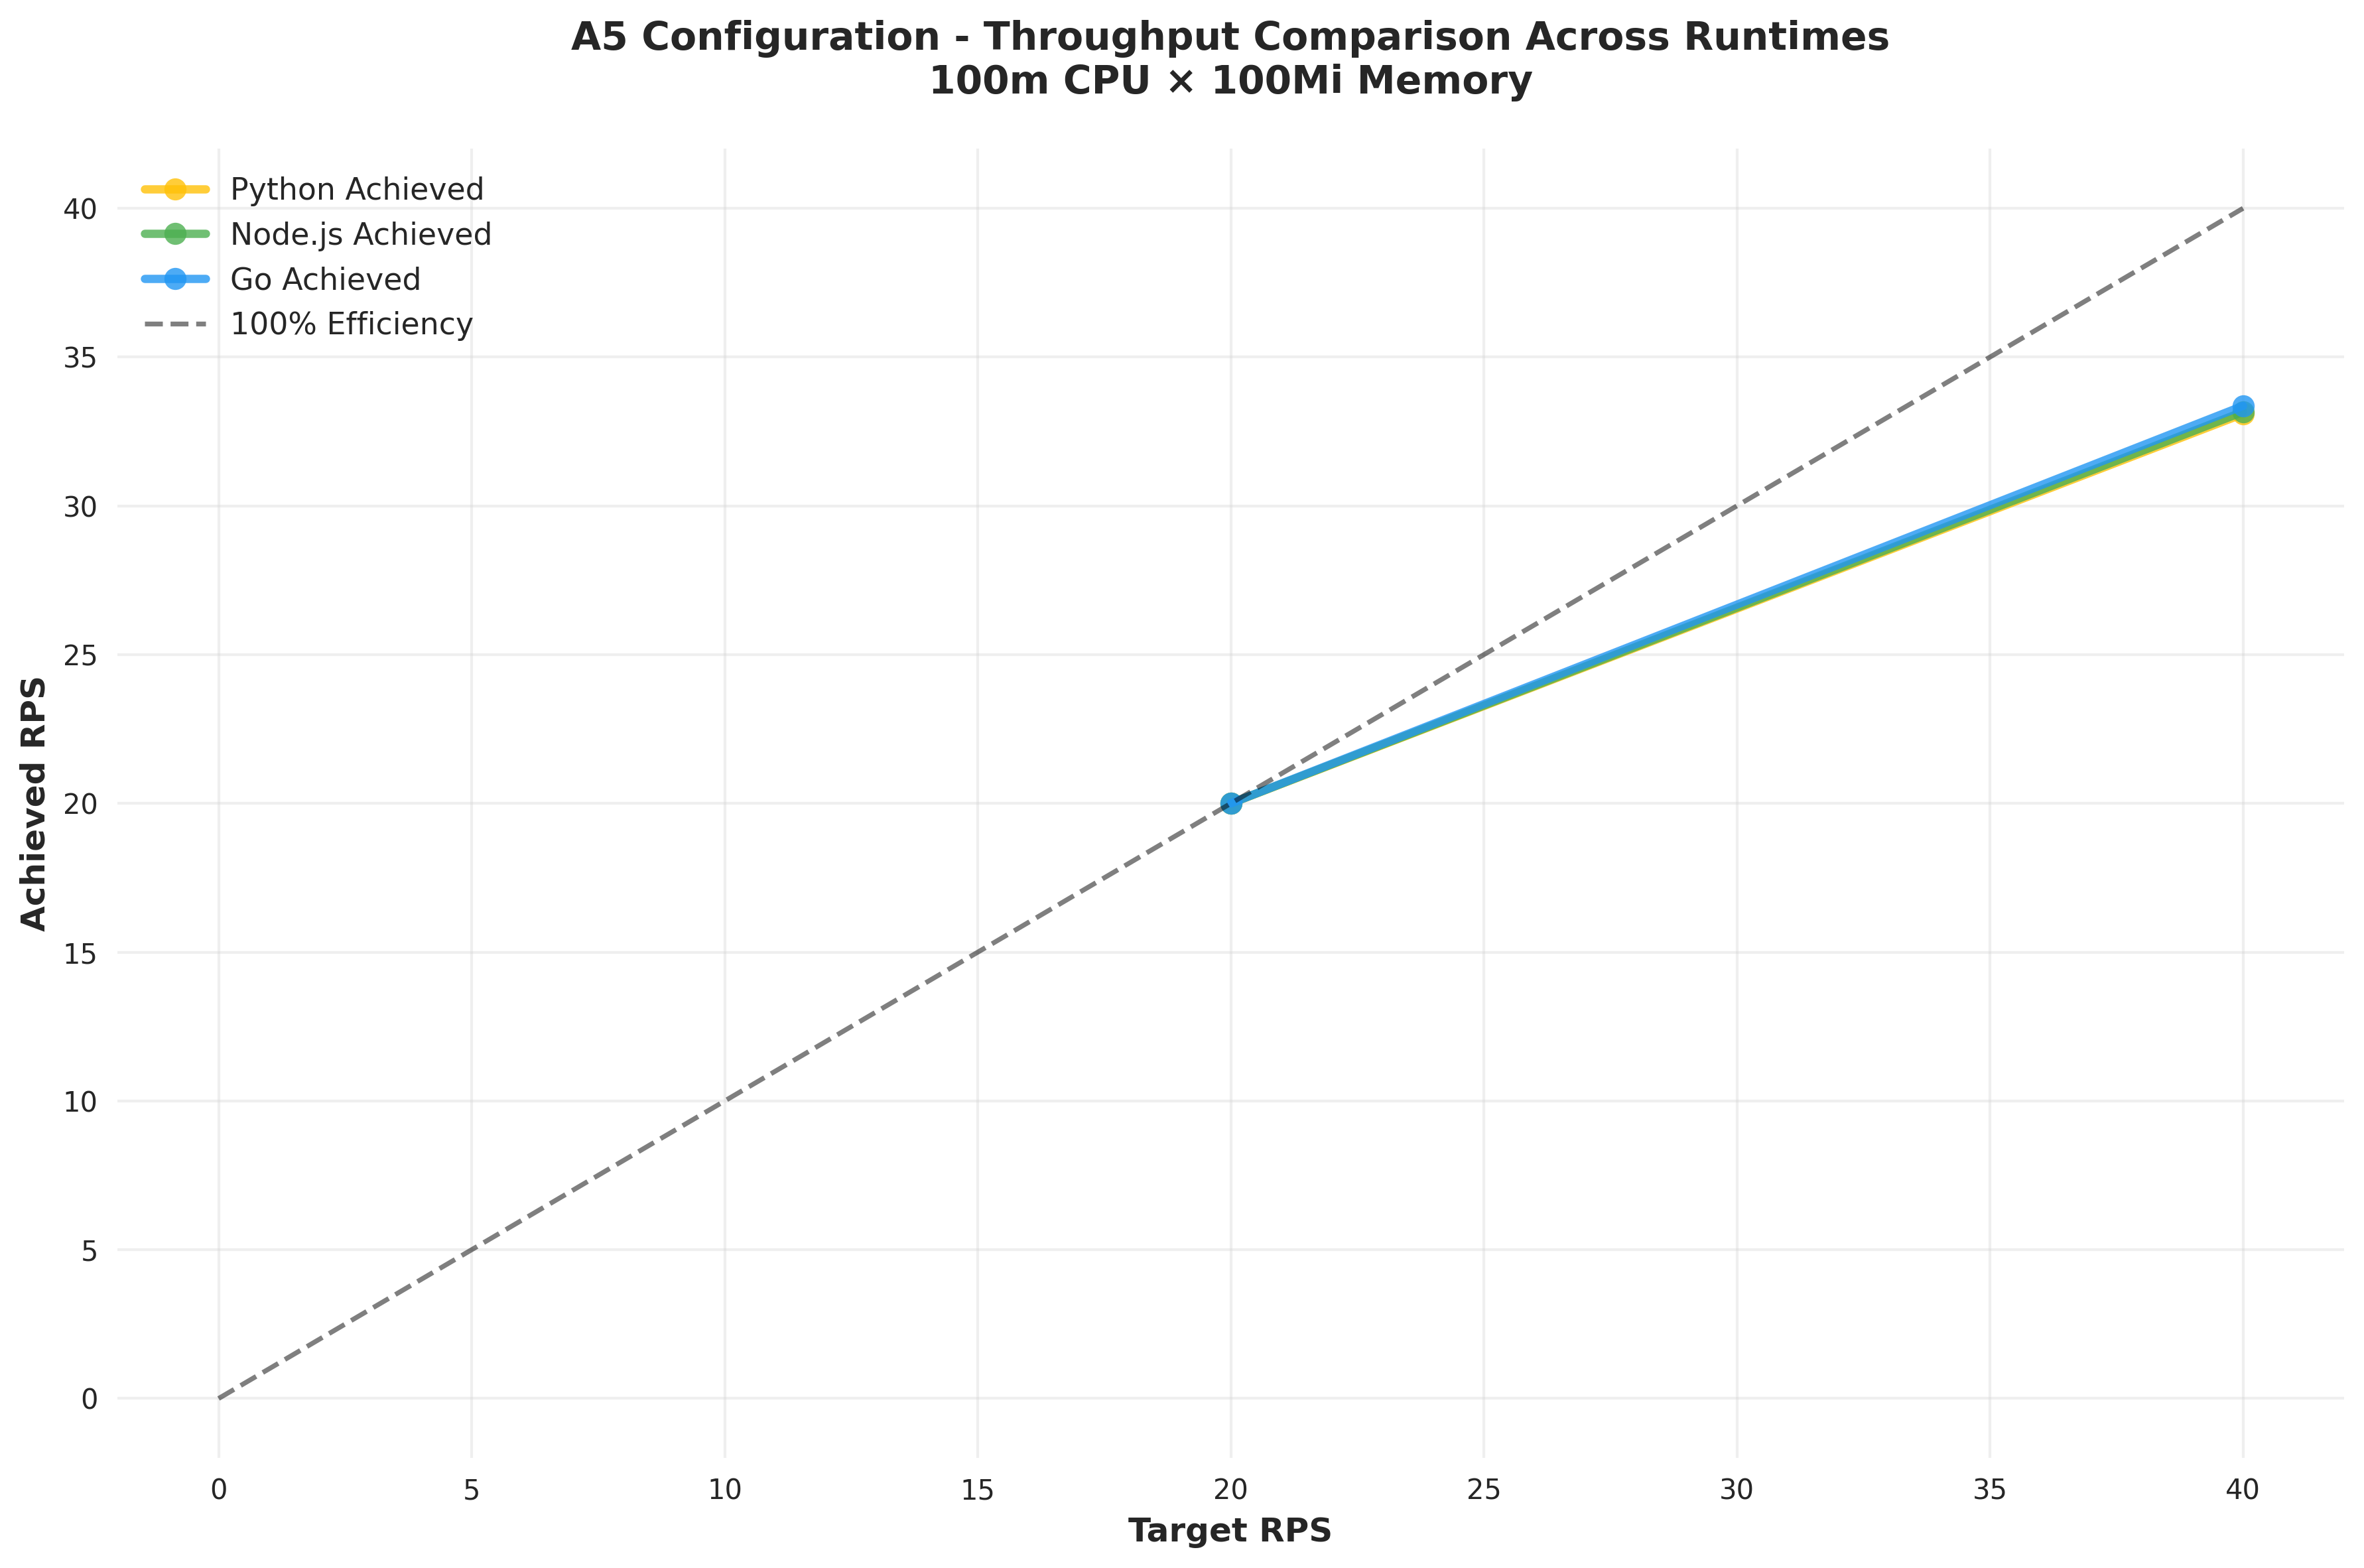 A5 Configuration - Throughput Comparison Across Runtimes
100m CPU × 100Mi Memory
Python Achieved
Node.js Achieved
Go Achieved
100% Efficiency
Achieved RPS
40
35
30
25
20
15
10
5
0
0 5 10 15 20 25 30 35 40
Target RPS